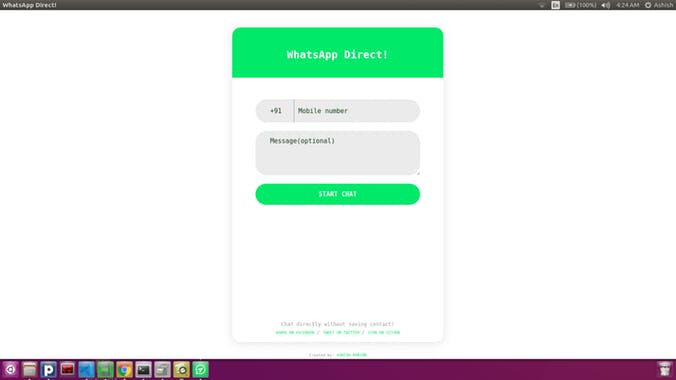 WhatsApp Direct!
En (100%) 4:24 AM Ashish
WhatsApp Direct!
+91 Mobile number
Message(optional)
START CHAT
Chat directly without saving contact!
SHARE ON FACEBOOK / TWEET ON TWITTER / STAR ON GITHUB
Created by: